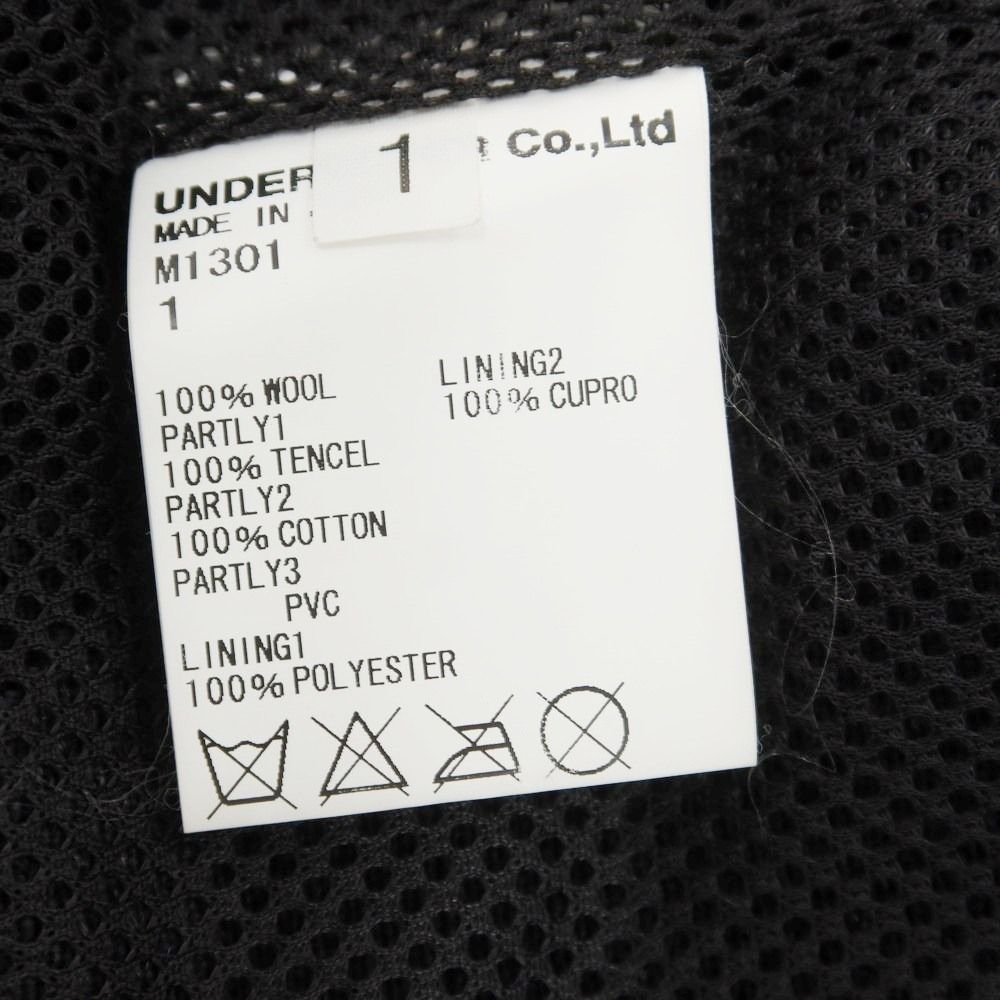 1
UNDER Co.,Ltd
MADE IN
M1301
1
100% WOOL
PARTLY1
100% TENCEL
PARTLY2
100% COTTON
PARTLY3
PVC
LINING1
100% POLYESTER
LINING2
100% CUPRO